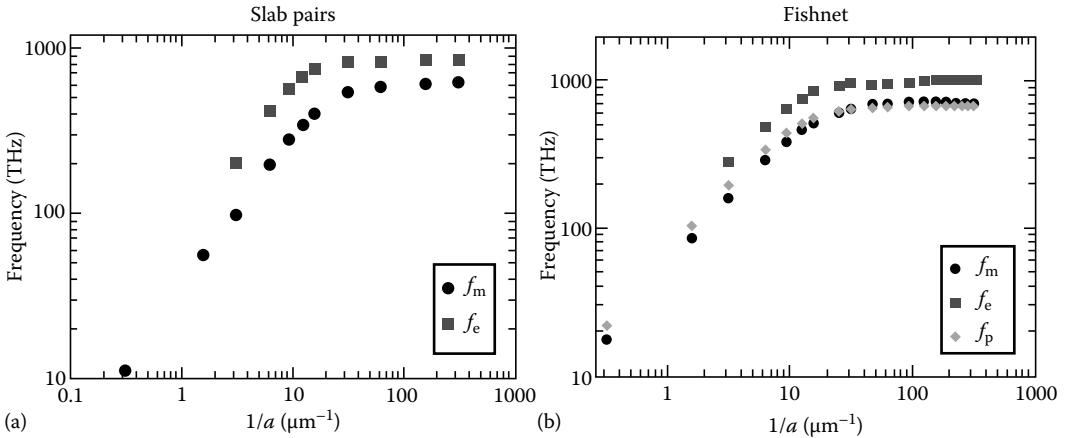 Slab pairs
1000
100
10
Frequency (THz)
f_m
f_e
0.1
1
10
100
1000
1/a (μm⁻¹)
(a)
Fishnet
1000
100
10
Frequency (THz)
f_m
f_e
f_p
1
10
100
1000
1/a (μm⁻¹)
(b)